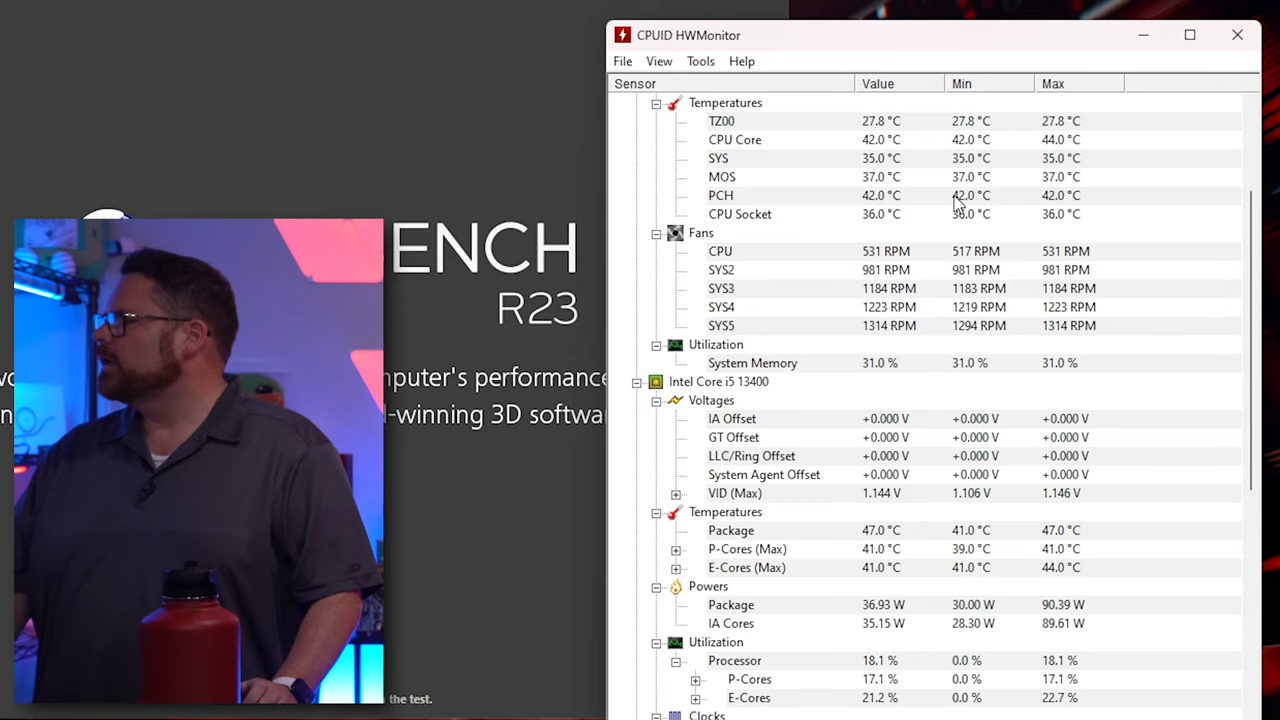 CPUID HWMonitor
File View Tools Help
Sensor Value Min Max
Temperatures
TZ00 27.8 °C 27.8 °C 27.8 °C
CPU Core 42.0 °C 42.0 °C 44.0 °C
SYS 35.0 °C 35.0 °C 35.0 °C
MOS 37.0 °C 37.0 °C 37.0 °C
PCH 42.0 °C 42.0 °C 42.0 °C
CPU Socket 36.0 °C 36.0 °C 36.0 °C
Fans
CPU 531 RPM 517 RPM 531 RPM
SYS2 981 RPM 981 RPM 981 RPM
SYS3 1184 RPM 1183 RPM 1184 RPM
SYS4 1223 RPM 1219 RPM 1223 RPM
SYS5 1314 RPM 1294 RPM 1314 RPM
Utilization
System Memory 31.0 % 31.0 % 31.0 %
Intel Core i5 13400
Voltages
IA Offset +0.000 V +0.000 V +0.000 V
GT Offset +0.000 V +0.000 V +0.000 V
LLC/Ring Offset +0.000 V +0.000 V +0.000 V
System Agent Offset +0.000 V +0.000 V +0.000 V
VID (Max) 1.144 V 1.106 V 1.146 V
Temperatures
Package 47.0 °C 41.0 °C 47.0 °C
P-Cores (Max) 41.0 °C 39.0 °C 41.0 °C
E-Cores (Max) 41.0 °C 41.0 °C 44.0 °C
Powers
Package 36.93 W 30.00 W 90.39 W
IA Cores 35.15 W 28.30 W 89.61 W
Utilization
Processor 18.1 % 0.0 % 18.1 %
P-Cores 17.1 % 0.0 % 17.1 %
E-Cores 21.2 % 0.0 % 22.7 %
Clocks
ENCH
R23
nputer's performance
-winning 3D softwa
the test.